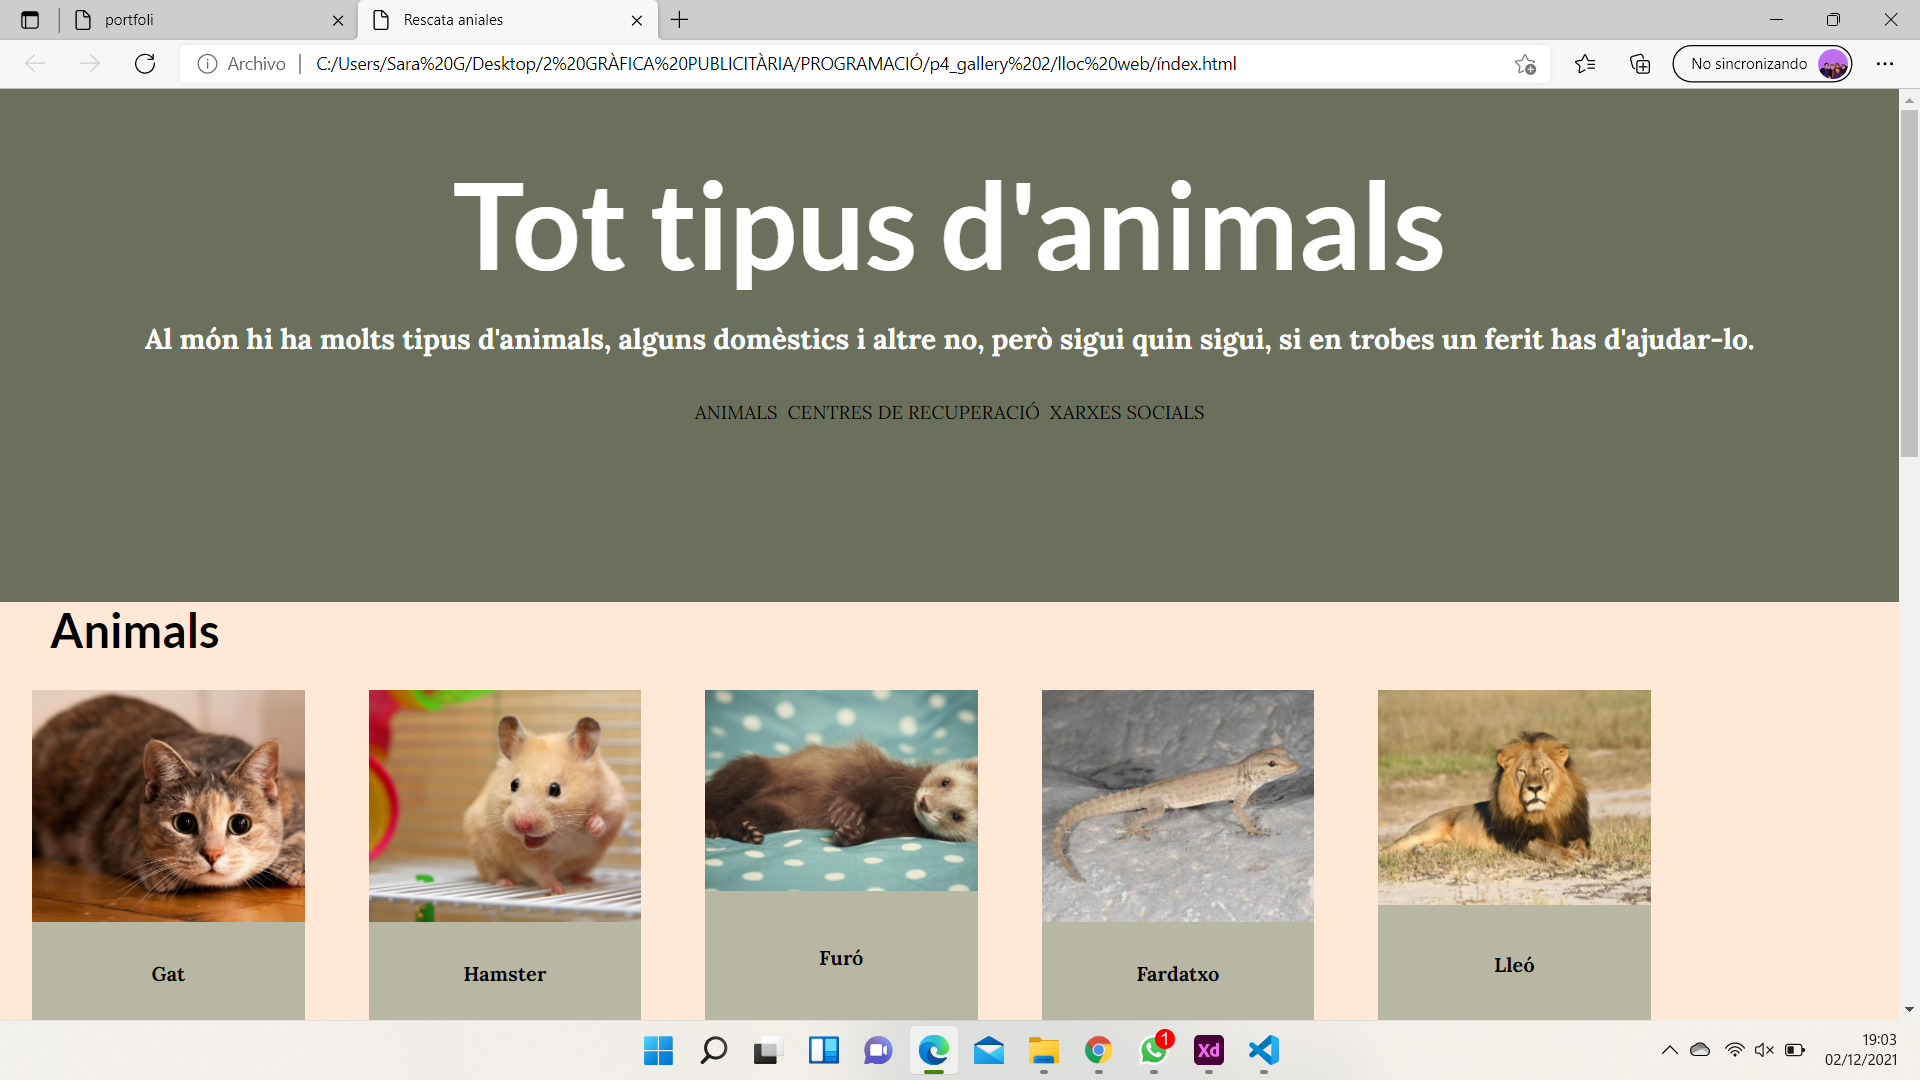 portfoli
Rescata aniales
Archivo
C:/Users/Sara%20G/Desktop/2%20GRÀFICA%20PUBLICITÀRIA/PROGRAMACIÓ/p4_gallery%202/lloc%20web/índex.html
No sincronizando
Tot tipus d'animals
Al món hi ha molts tipus d'animals, alguns domèstics i altre no, però sigui quin sigui, si en trobes un ferit has d'ajudar-lo.
ANIMALS CENTRES DE RECUPERACIÓ XARXES SOCIALS
Animals
Gat
Hamster
Furó
Fardatxo
Lleó
1
Xd
19:03
02/12/2021